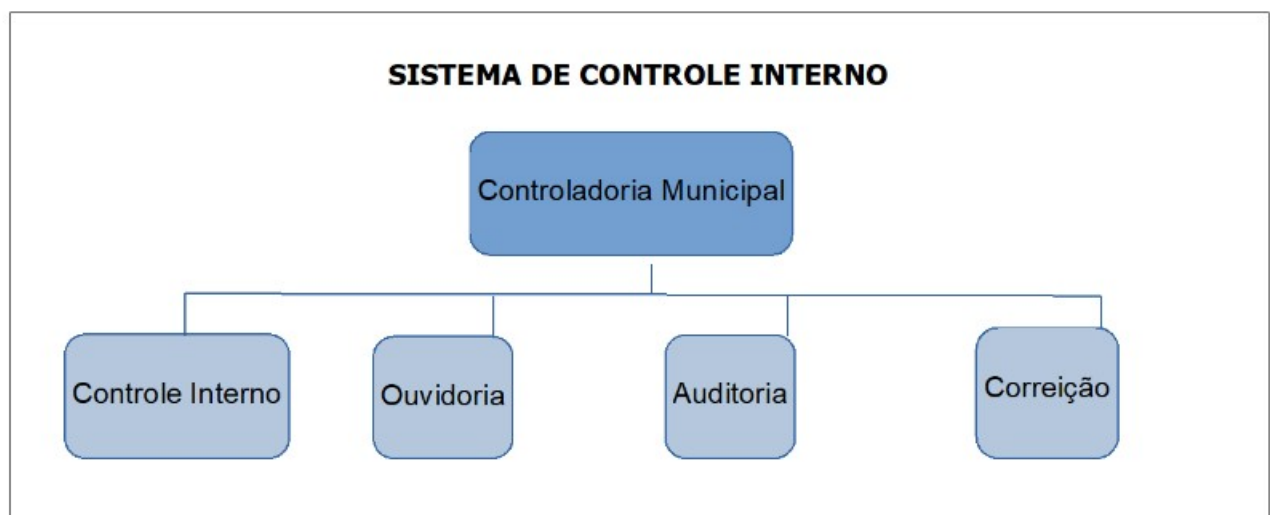 SISTEMA DE CONTROLE INTERNO
Controladoria Municipal
Controle Interno
Ouvidoria
Auditoria
Correição